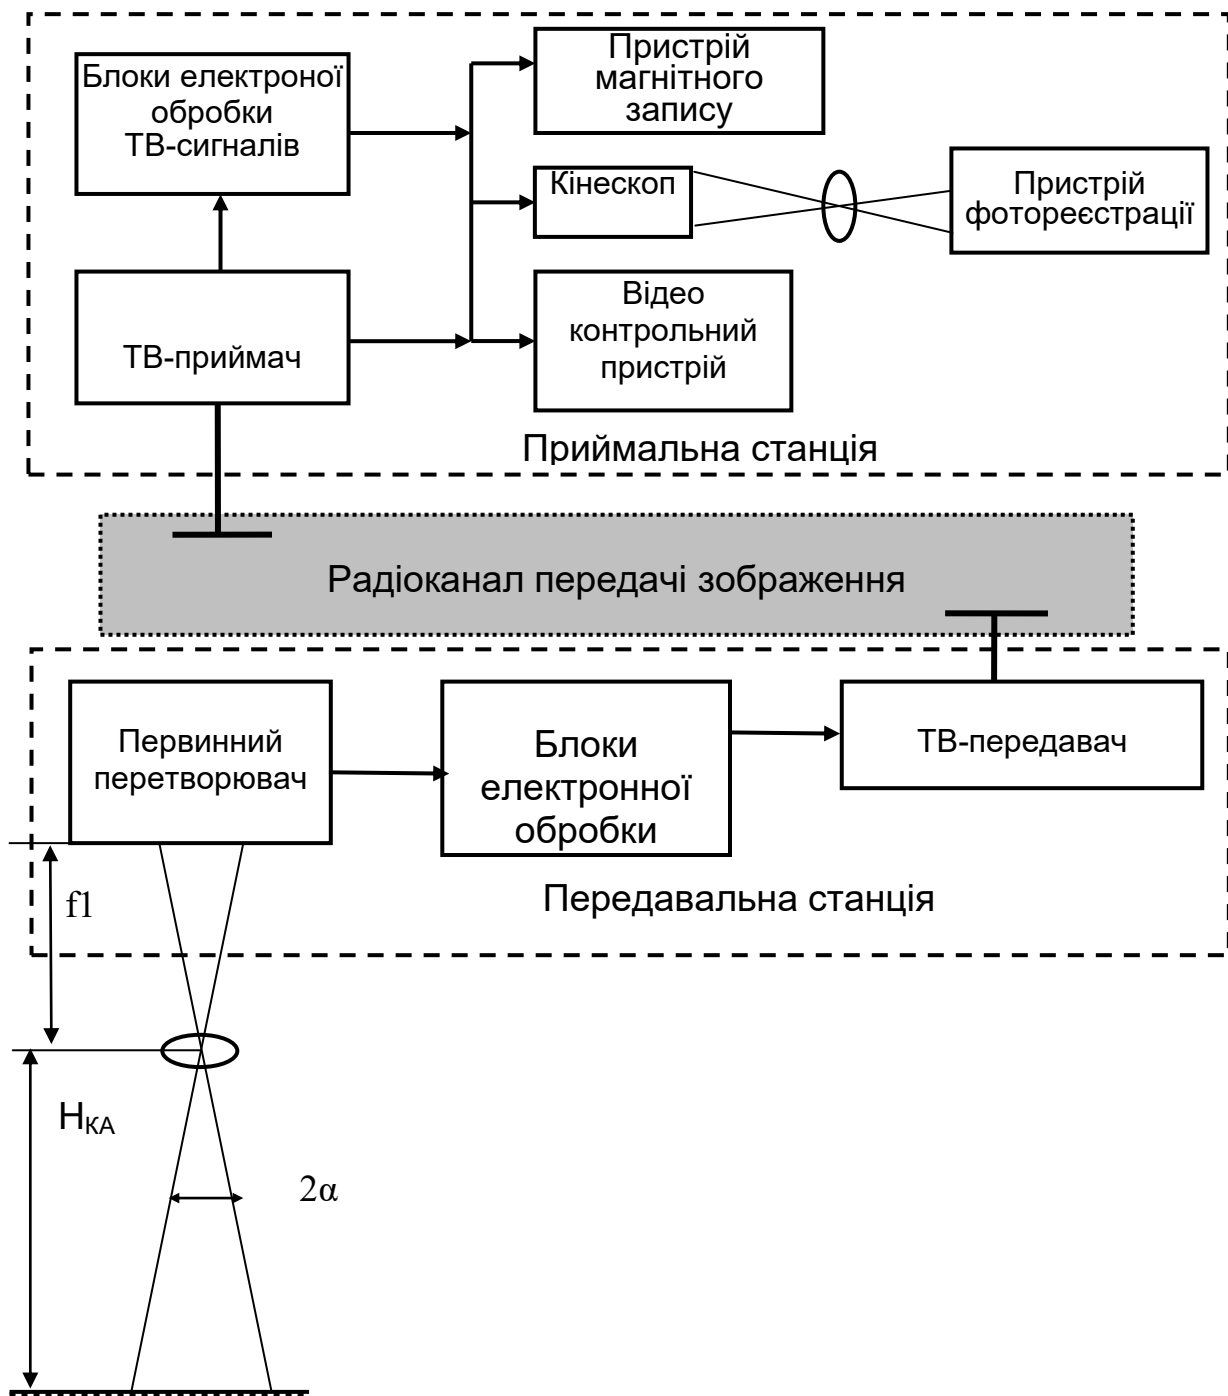 Блоки електроної
обробки
ТВ-сигналів
Пристрій
магнітного
запису
Кінескоп
Пристрій
фотореєстрації
ТВ-приймач
Відео
контрольний
пристрій
Приймальна станція
Радіоканал передачі зображення
Первинний
перетворювач
Блоки
електронної
обробки
ТВ-передавач
Передавальна станція
f1
НКА
2α